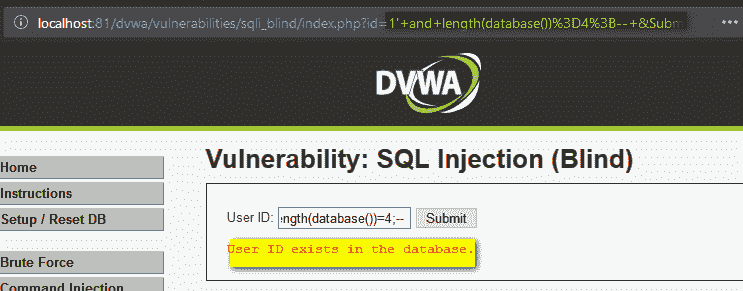 localhost:81/dvwa/vulnerabilities/sqli_blind/index.php?id=1'+and+length(database())%3D4%3B--+&Subm
DVWA
Vulnerability: SQL Injection (Blind)
Home
Instructions
Setup / Reset DB
Brute Force
Command Injection
User ID: ength(database())=4;-- Submit
User ID exists in the database.